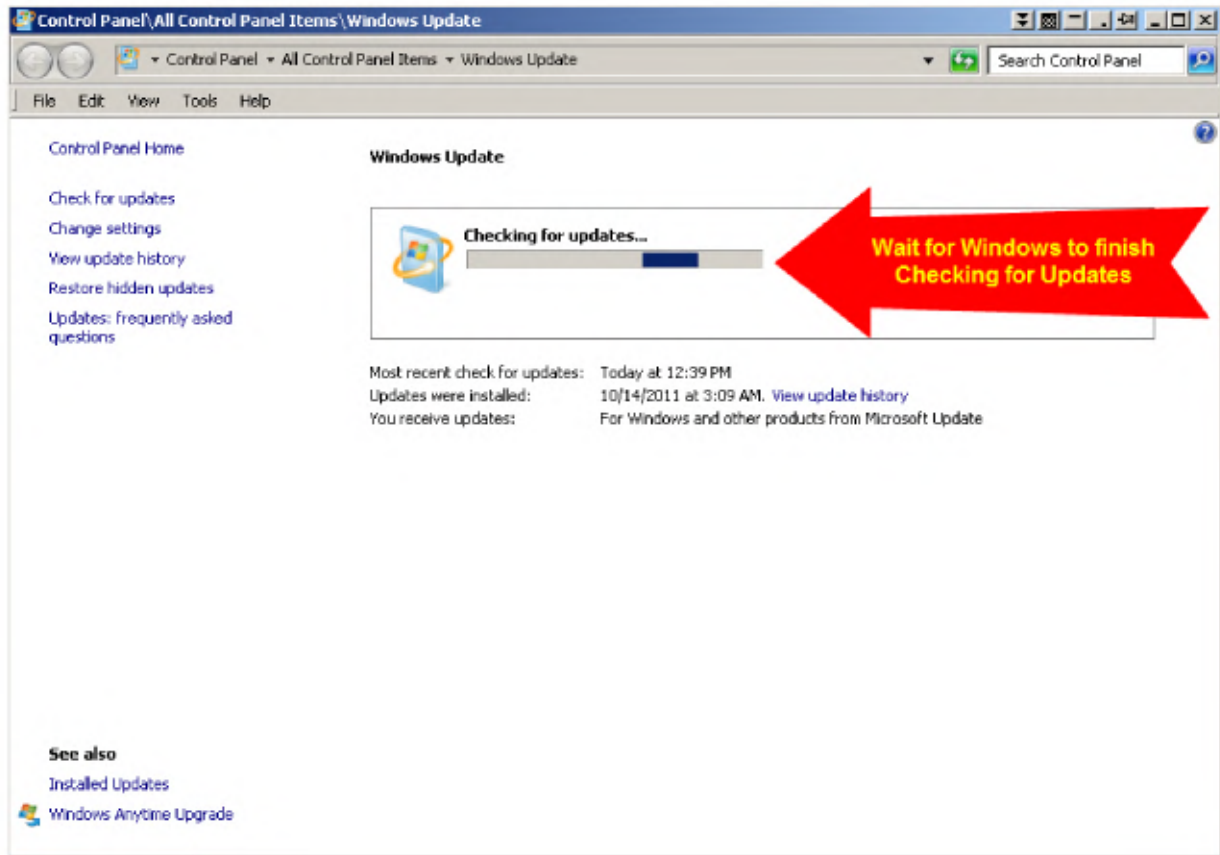 Control Panel\All Control Panel Items\Windows Update
Control Panel All Control Panel Items Windows Update
Search Control Panel
File Edit View Tools Help
Control Panel Home
Check for updates
Change settings
View update history
Restore hidden updates
Updates: frequently asked
questions
Windows Update
Checking for updates...
Wait for Windows to finish
Checking for Updates
Most recent check for updates: Today at 12:39 PM
Updates were installed: 10/14/2011 at 3:09 AM. View update history
You receive updates: For Windows and other products from Microsoft Update
See also
Installed Updates
Windows Anytime Upgrade